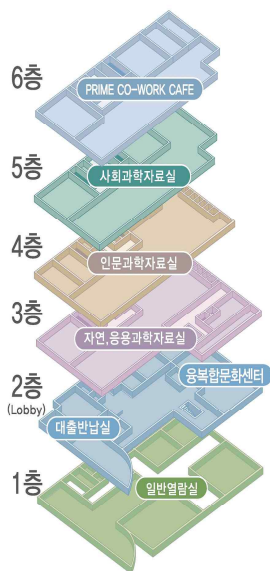 6층
PRIME CO-WORK CAFE
5층
사회과학자료실
4층
인문과학자료실
3층
자연,응용과학자료실
2층
(Lobby)
융복합문화센터
대출반납실
1층
일반열람실